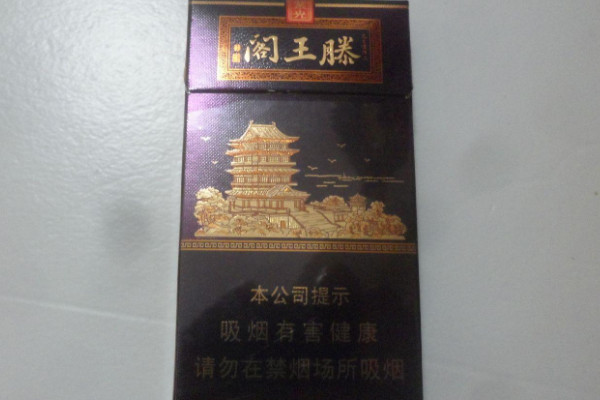 滕王閣
本公司提示
吸烟有害健康
请勿在禁烟场所吸烟